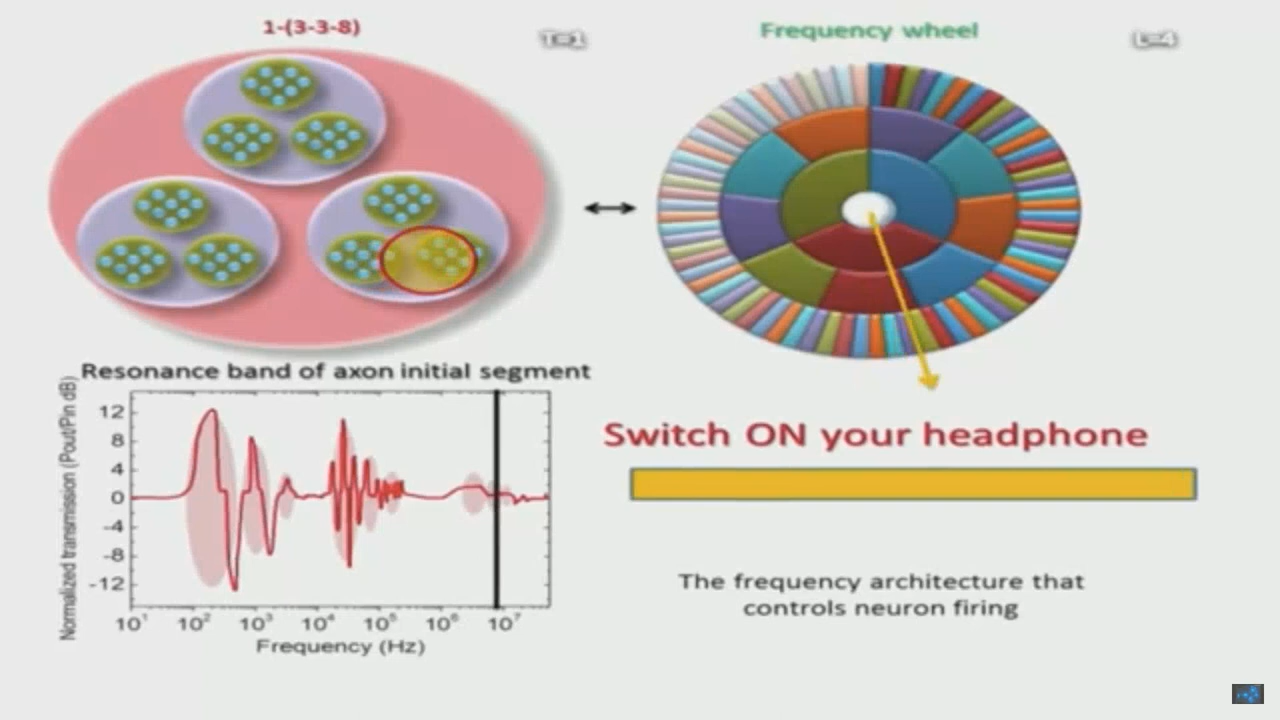 1-(3-3-8)
T=1
Frequency wheel
L=4
Resonance band of axon initial segment
Normalized transmission (Pout/Pin dB)
12
8
4
0
-4
-8
-12
10¹ 10² 10³ 10⁴ 10⁵ 10⁶ 10⁷
Frequency (Hz)
Switch ON your headphone
The frequency architecture that
controls neuron firing